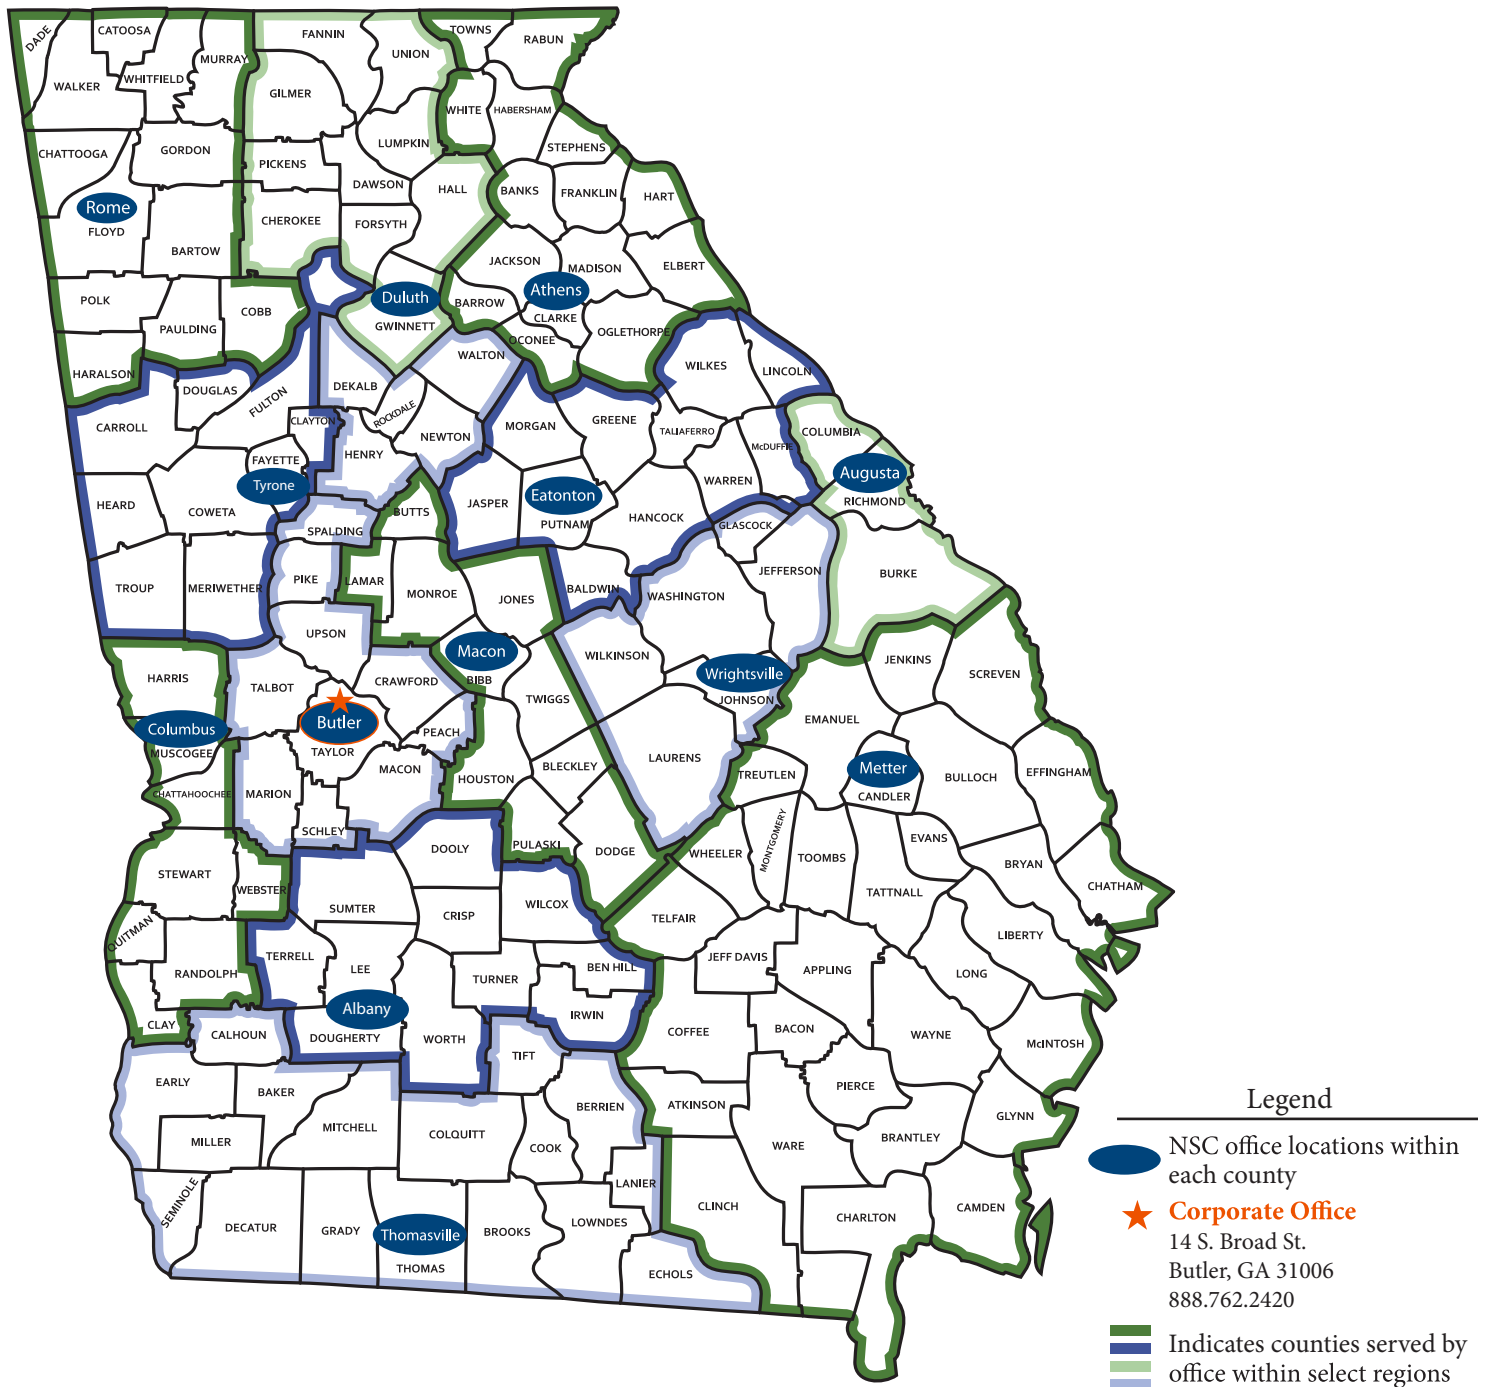 DADE
CATOOSA
WALKER
WHITFIELD
MURRAY
FANNIN
UNION
TOWNS
RABUN
GILMER
WHITE
HABERSHAM
CHATTOOGA
GORDON
PICKENS
LUMPKIN
STEPHENS
DAWSON
HALL
BANKS
FRANKLIN
HART
Rome
FLOYD
CHEROKEE
FORSYTH
BARTOW
JACKSON
MADISON
ELBERT
POLK
PAULDING
COBB
Duluth
GWINNETT
BARROW
Athens
CLARKE
OCONEE
OGLETHORPE
HARALSON
DOUGLAS
FULTON
DEKALB
WALTON
WILKES
LINCOLN
CARROLL
CLAYTON
ROCKDALE
NEWTON
MORGAN
GREENE
TALIAFERRO
McDUFFIE
COLUMBIA
FAYETTE
HENRY
Tyrone
WARREN
Augusta
RICHMOND
HEARD
COWETA
SPALDING
BUTTS
JASPER
Eatonton
PUTNAM
HANCOCK
GLASCOCK
TROUP
MERIWETHER
PIKE
LAMAR
MONROE
JONES
BALDWIN
WASHINGTON
JEFFERSON
BURKE
UPSON
Macon
BIBB
WILKINSON
Wrightsville
JOHNSON
JENKINS
SCREVEN
HARRIS
TALBOT
CRAWFORD
TWIGGS
EMANUEL
Columbus
MUSCOGEE
Butler
TAYLOR
PEACH
MACON
HOUSTON
BLECKLEY
LAURENS
TREUTLEN
Metter
CANDLER
BULLOCH
EFFINGHAM
CHATTAHOOCHEE
MARION
SCHLEY
DOOLY
PULASKI
DODGE
WHEELER
MONTGOMERY
TOOMBS
EVANS
BRYAN
CHATHAM
STEWART
WEBSTER
SUMTER
CRISP
WILCOX
TATTNALL
TELFAIR
LIBERTY
QUITMAN
RANDOLPH
TERRELL
LEE
TURNER
BEN HILL
JEFF DAVIS
APPLING
LONG
Albany
DOUGHERTY
WORTH
IRWIN
CLAY
CALHOUN
TIFT
COFFEE
BACON
WAYNE
McINTOSH
EARLY
BAKER
BERRIEN
ATKINSON
PIERCE
GLYNN
MILLER
MITCHELL
COLQUITT
COOK
WARE
BRANTLEY
LANIER
SEMINOLE
DECATUR
GRADY
Thomasville
THOMAS
BROOKS
LOWNDES
CLINCH
CHARLTON
CAMDEN
ECHOLS
Legend
NSC office locations within
each county
Corporate Office
14 S. Broad St.
Butler, GA 31006
888.762.2420
Indicates counties served by
office within select regions